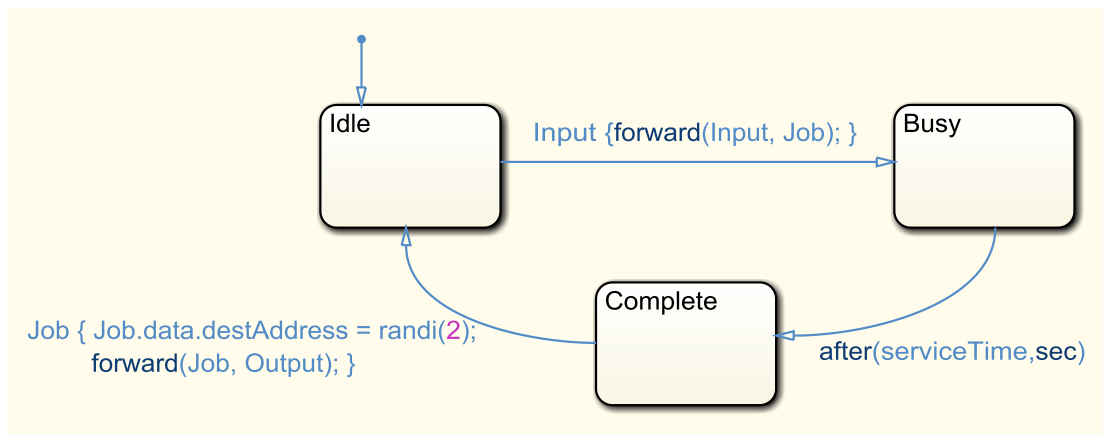 Idle
Input {forward(Input, Job); }
Busy
Complete
Job { Job.data.destAddress = randi(2);
forward(Job, Output); }
after(serviceTime,sec)